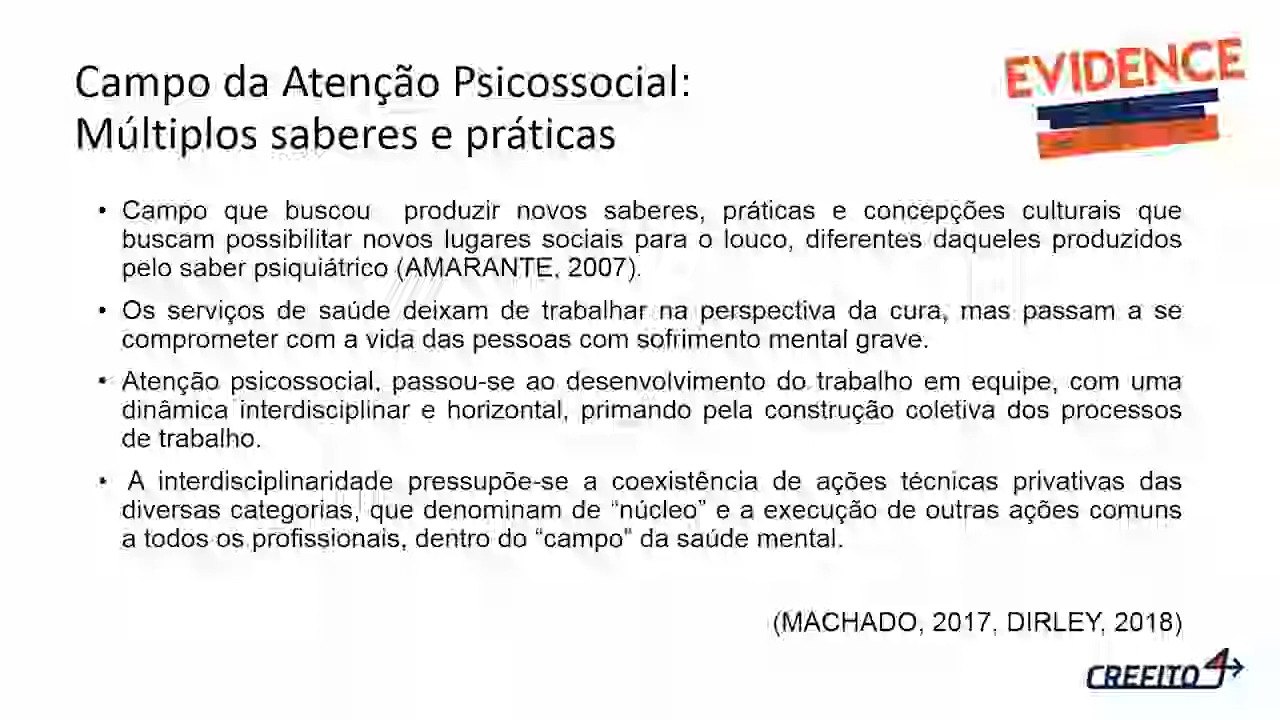 Campo da Atenção Psicossocial:
Múltiplos saberes e práticas
EVIDENCE
• Campo que buscou produzir novos saberes, práticas e concepções culturais que
buscam possibilitar novos lugares sociais para o louco, diferentes daqueles produzidos
pelo saber psiquiátrico (AMARANTE, 2007).
• Os serviços de saúde deixam de trabalhar na perspectiva da cura, mas passam a se
comprometer com a vida das pessoas com sofrimento mental grave.
• Atenção psicossocial, passou-se ao desenvolvimento do trabalho em equipe, com uma
dinâmica interdisciplinar e horizontal, primando pela construção coletiva dos processos
de trabalho.
• A interdisciplinaridade pressupõe-se a coexistência de ações técnicas privativas das
diversas categorias, que denominam de “núcleo” e a execução de outras ações comuns
a todos os profissionais, dentro do “campo” da saúde mental.
(MACHADO, 2017, DIRLEY, 2018)
CREFITO4